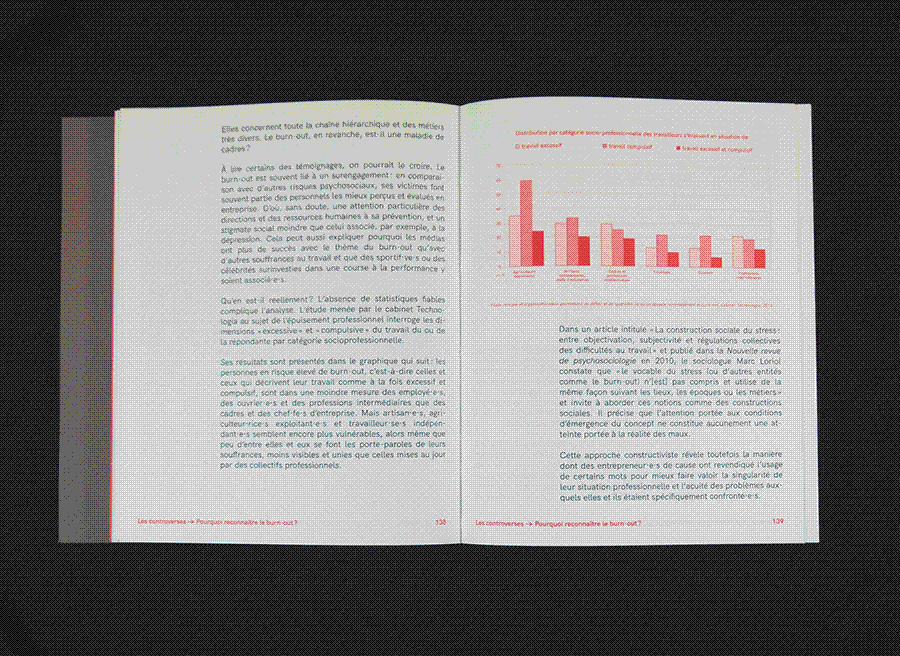 Elles concernent toute la chaîne hiérarchique et des métiers
très divers. Le burn-out, en revanche, est-il une maladie de
cadres ?
À lire certains des témoignages, on pourrait le croire. Le
burn-out est souvent lié à un surengagement : en comparai-
son avec d'autres risques psychosociaux, ses victimes font
souvent partie des personnels les mieux perçus et évalués en
entreprise. D'où, sans doute, une attention particulière des
directions et des ressources humaines à sa prévention, et un
stigmate social moindre que celui associé, par exemple, à la
dépression. Cela peut aussi expliquer pourquoi les médias
ont plus de succès avec le thème du burn-out qu'avec
d'autres souffrances au travail et que des sportif·ve·s ou des
célébrités surinvesties dans une course à la performance y
soient associé·e·s.
Qu'en est-il réellement ? L'absence de statistiques fiables
complique l'analyse. L'étude menée par le cabinet Techno-
logia au sujet de l'épuisement professionnel interroge les di-
mensions « excessive » et « compulsive » du travail du ou de
la répondante par catégorie socioprofessionnelle.
Ses résultats sont présentés dans le graphique qui suit : les
personnes en risque élevé de burn-out, c'est-à-dire celles et
ceux qui décrivent leur travail comme à la fois excessif et
compulsif, sont dans une moindre mesure des employé·e·s,
des ouvrier·e·s et des professions intermédiaires que des
cadres et des chef·fe·s d'entreprise. Mais artisan·e·s, agri-
culteur·rice·s exploitant·e·s et travailleur·se·s indépen-
dant·e·s semblent encore plus vulnérables, alors même que
peu d'entre elles et eux se font les porte-paroles de leurs
souffrances, moins visibles et unies que celles mises au jour
par des collectifs professionnels.
Les controverses → Pourquoi reconnaître le burn-out ?
138
Distribution par catégorie socio-professionnelle des travailleurs s'évaluant en situation de
travail excessif
travail compulsif
travail excessif et compulsif
Dans un article intitulé « La construction sociale du stress :
entre objectivation, subjectivité et régulations collectives
des difficultés au travail » et publié dans la Nouvelle revue
de psychosociologie en 2010, le sociologue Marc Loriol
constate que « le vocable du stress (ou d'autres entités
comme le burn-out) n'[est] pas compris et utilisé de la
même façon suivant les lieux, les époques ou les métiers »
et invite à aborder ces notions comme des constructions
sociales. Il précise que l'attention portée aux conditions
d'émergence du concept ne constitue aucunement une at-
teinte portée à la réalité des maux.
Cette approche constructiviste révèle toutefois la manière
dont des entrepreneur·e·s de cause ont revendiqué l'usage
de certains mots pour mieux faire valoir la singularité de
leur situation professionnelle et l'acuité des problèmes aux-
quels elles et ils étaient spécifiquement confronté·e·s.
Les controverses → Pourquoi reconnaître le burn-out ?
139